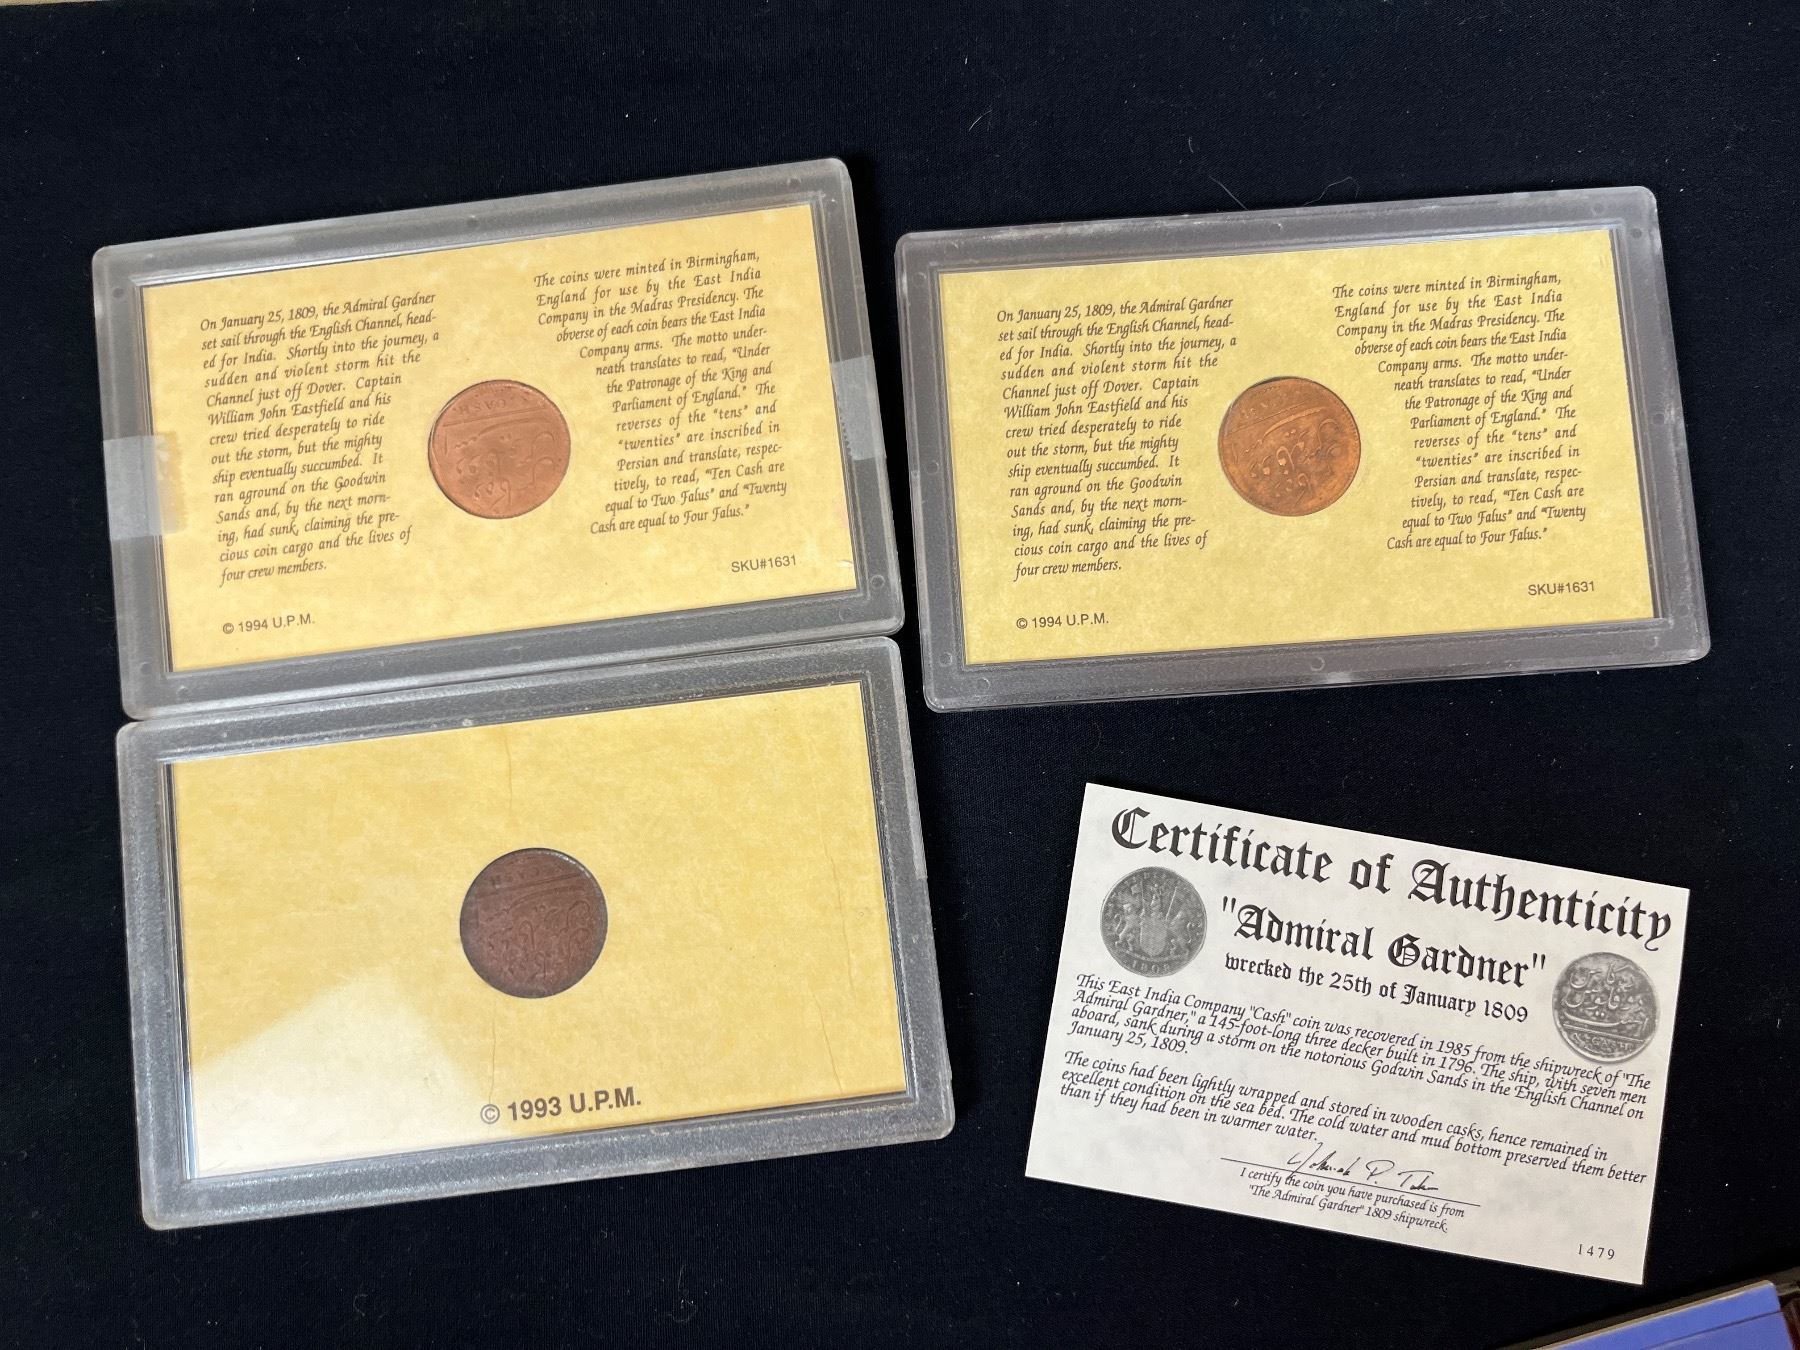 On January 25, 1809, the Admiral Gardner
set sail through the English Channel, head-
ed for India. Shortly into the journey, a
sudden and violent storm hit the
Channel just off Dover. Captain
William John Eastfield and his
crew tried desperately to ride
out the storm, but the mighty
ship eventually succumbed. It
ran aground on the Goodwin
Sands and, by the next morn-
ing, had sunk, claiming the pre-
cious coin cargo and the lives of
four crew members.
© 1994 U.P.M.
The coins were minted in Birmingham,
England for use by the East India
Company in the Madras Presidency. The
obverse of each coin bears the East India
Company arms. The motto under-
neath translates to read, "Under
the Patronage of the King and
Parliament of England." The
reverses of the "tens" and
"twenties" are inscribed in
Persian and translate, respec-
tively, to read, "Ten Cash are
equal to Two Falus" and "Twenty
Cash are equal to Four Falus."
SKU#1631
On January 25, 1809, the Admiral Gardner
set sail through the English Channel, head-
ed for India. Shortly into the journey, a
sudden and violent storm hit the
Channel just off Dover. Captain
William John Eastfield and his
crew tried desperately to ride
out the storm, but the mighty
ship eventually succumbed. It
ran aground on the Goodwin
Sands and, by the next morn-
ing, had sunk, claiming the pre-
cious coin cargo and the lives of
four crew members.
© 1994 U.P.M.
The coins were minted in Birmingham,
England for use by the East India
Company in the Madras Presidency. The
obverse of each coin bears the East India
Company arms. The motto under-
neath translates to read, "Under
the Patronage of the King and
Parliament of England." The
reverses of the "tens" and
"twenties" are inscribed in
Persian and translate, respec-
tively, to read, "Ten Cash are
equal to Two Falus" and "Twenty
Cash are equal to Four Falus."
SKU#1631
© 1993 U.P.M.
Certificate of Authenticity
"Admiral Gardner"
wrecked the 25th of January 1809
1808
This East India Company "Cash" coin was recovered in 1985 from the shipwreck of "The
Admiral Gardner," a 145-foot-long three decker built in 1796. The ship, with seven men
aboard, sank during a storm on the notorious Godwin Sands in the English Channel on
January 25, 1809.
The coins had been lightly wrapped and stored in wooden casks, hence remained in
excellent condition on the sea bed. The cold water and mud bottom preserved them better
than if they had been in warmer water.
I certify the coin you have purchased is from
"The Admiral Gardner" 1809 shipwreck.
1479